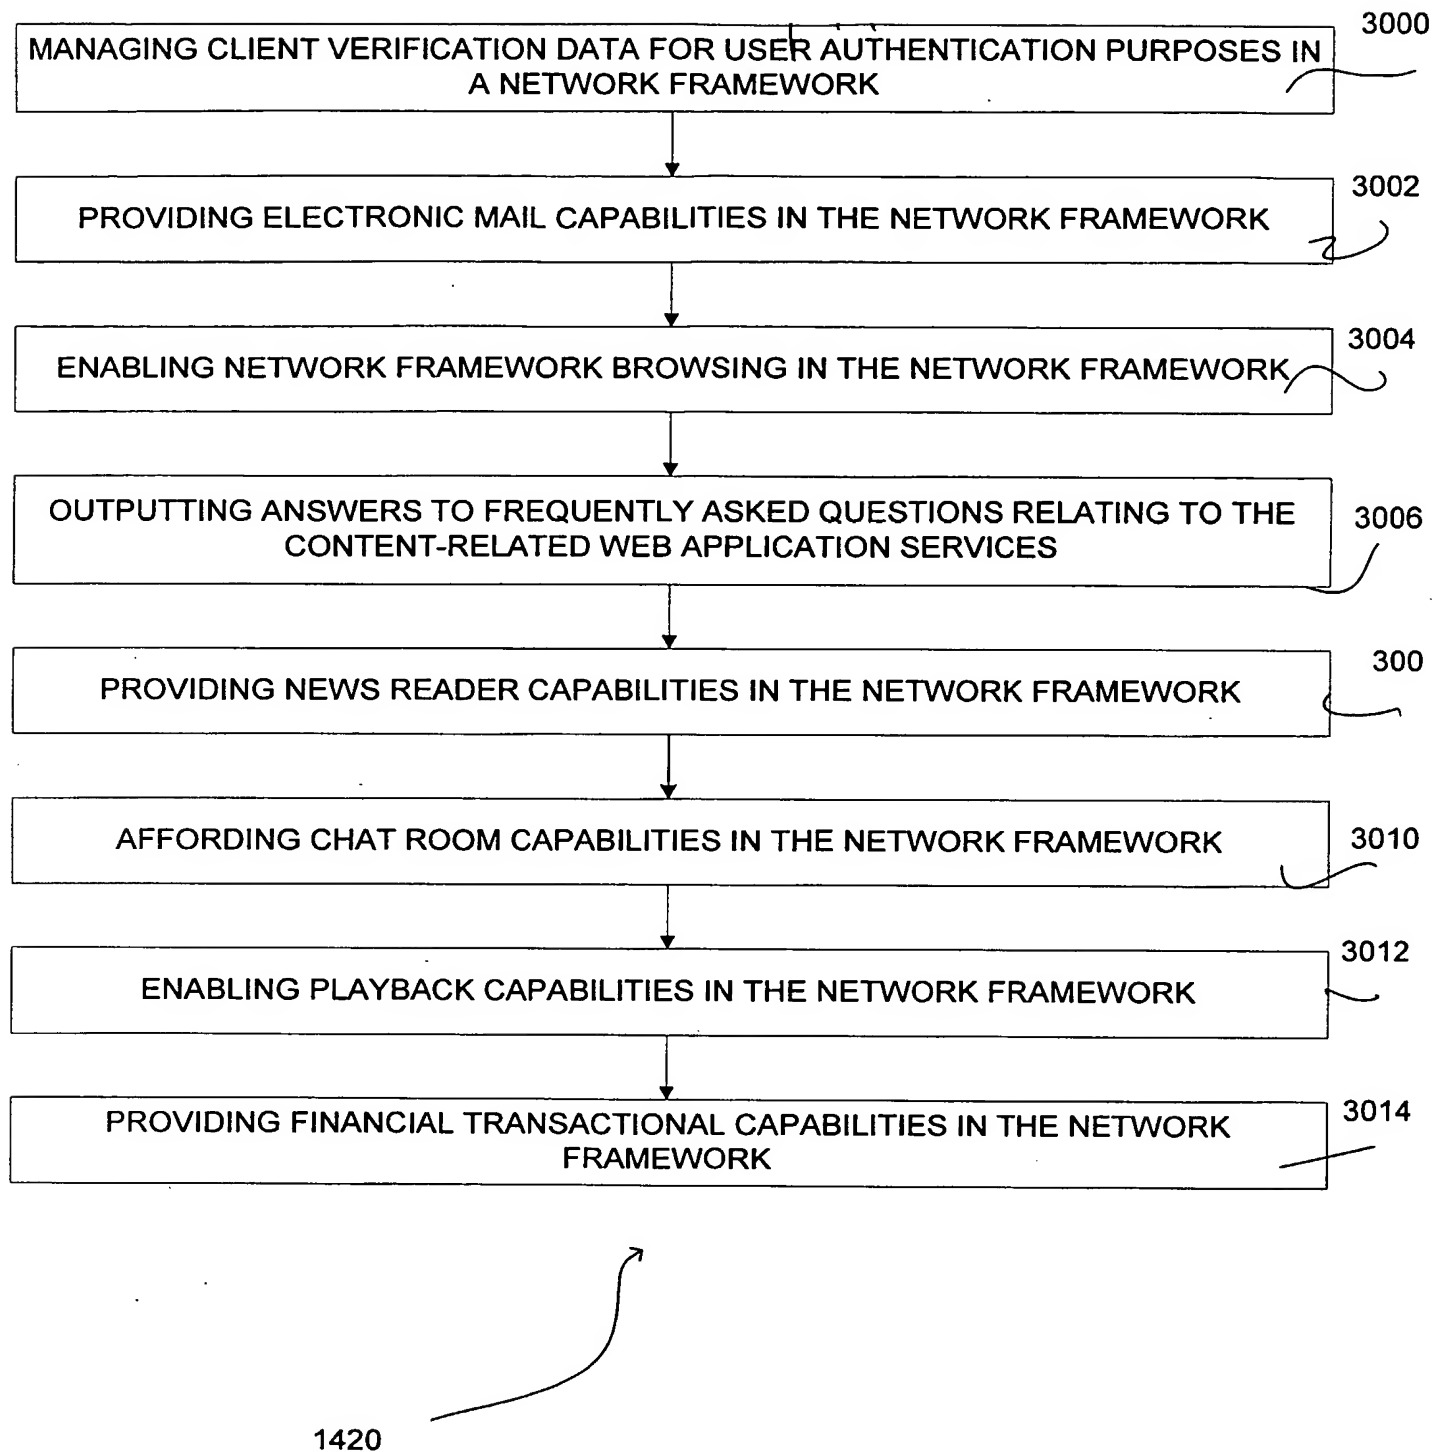 3000
MANAGING CLIENT VERIFICATION DATA FOR USER AUTHENTICATION PURPOSES IN
A NETWORK FRAMEWORK
3002
PROVIDING ELECTRONIC MAIL CAPABILITIES IN THE NETWORK FRAMEWORK
3004
ENABLING NETWORK FRAMEWORK BROWSING IN THE NETWORK FRAMEWORK
OUTPUTTING ANSWERS TO FREQUENTLY ASKED QUESTIONS RELATING TO THE
CONTENT-RELATED WEB APPLICATION SERVICES
3006
300
PROVIDING NEWS READER CAPABILITIES IN THE NETWORK FRAMEWORK
AFFORDING CHAT ROOM CAPABILITIES IN THE NETWORK FRAMEWORK
3010
3012
ENABLING PLAYBACK CAPABILITIES IN THE NETWORK FRAMEWORK
3014
PROVIDING FINANCIAL TRANSACTIONAL CAPABILITIES IN THE NETWORK
FRAMEWORK
1420